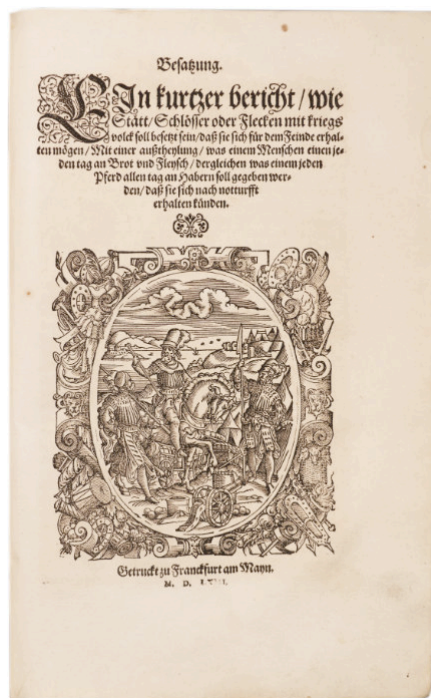 Besatzung.
EIn kurtzer bericht / wie
Stätt / Schlösser oder Flecken mit kriegs
volck soll besetzt sein / daß sie sich für dem Feinde erhal-
ten mögen / Mit einer außtheylung / was einem Menschen einen je-
den tag an Brot vnd Fleysch / dergleichen was einem jeden
Pferd allen tag an Habern soll gegeben wer-
den / daß sie sich nach notturfft
erhalten künden.
Getruckt zu Franckfurt am Mayn.
M. D.